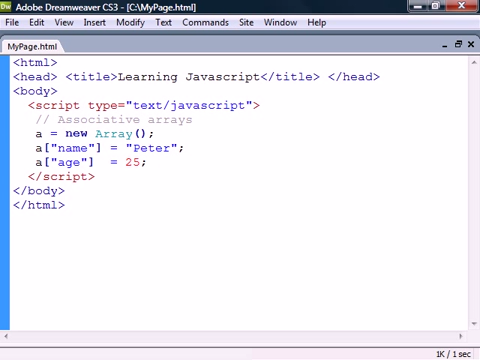 Adobe Dreamweaver CS3 - [C:\MyPage.html]
File Edit View Insert Modify Text Commands Site Window Help
MyPage.html
<html>
<head> <title>Learning Javascript</title> </head>
<body>
<script type="text/javascript">
// Associative arrays
a = new Array();
a["name"] = "Peter";
a["age"]  = 25;
</script>
</body>
</html>
1K / 1 sec